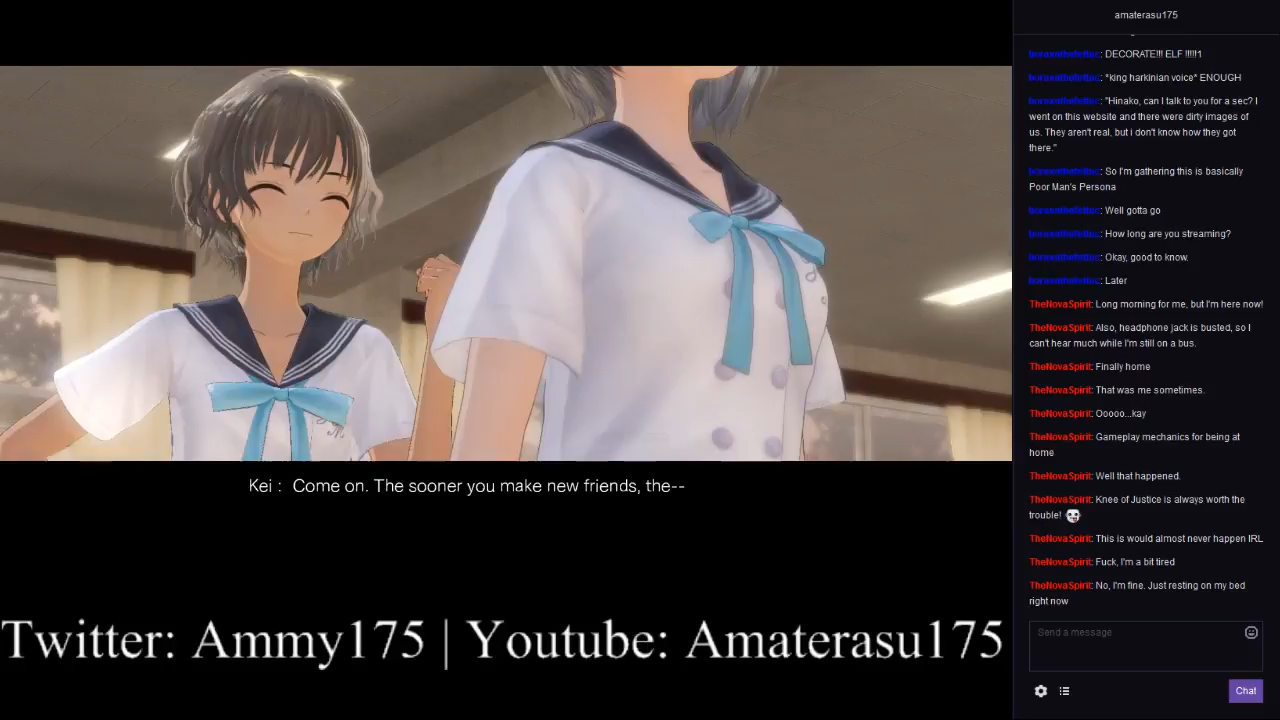 amaterasu175
: DECORATE!!! ELF !!!!!1
: *king harkinian voice* ENOUGH
: "Hinako, can I talk to you for a sec? I
went on this website and there were dirty images of
us. They aren't real, but i don't know how they got
there."
: So I'm gathering this is basically
Poor Man's Persona
: Well gotta go
: How long are you streaming?
: Okay, good to know.
: Later
TheNovaSpirit: Long morning for me, but I'm here now!
TheNovaSpirit: Also, headphone jack is busted, so I
can't hear much while I'm still on a bus.
TheNovaSpirit: Finally home
TheNovaSpirit: That was me sometimes.
TheNovaSpirit: Ooooo...kay
TheNovaSpirit: Gameplay mechanics for being at
home
TheNovaSpirit: Well that happened.
TheNovaSpirit: Knee of Justice is always worth the
trouble!
TheNovaSpirit: This is would almost never happen IRL
TheNovaSpirit: Fuck, I'm a bit tired
TheNovaSpirit: No, I'm fine. Just resting on my bed
right now
Send a message
Chat
Kei : Come on. The sooner you make new friends, the--
Twitter: Ammy175 | Youtube: Amaterasu175